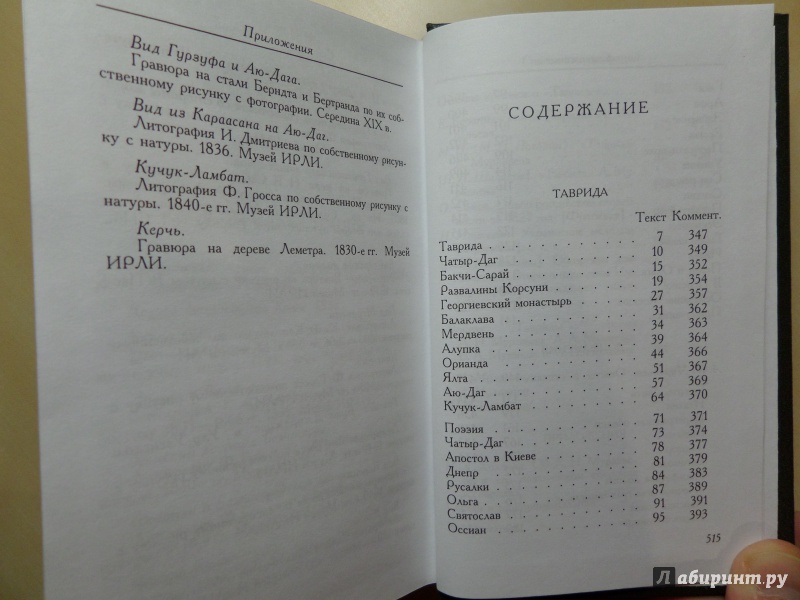 Приложения
Вид Гурзуфа и Аю-Дага.
Гравюра на стали Берндта и Бертранда по их соб-
ственному рисунку с фотографии. Середина XIX в.
Вид из Караасана на Аю-Даг.
Литография И. Дмитриева по собственному рисун-
ку с натуры. 1836. Музей ИРЛИ.
Кучук-Ламбат.
Литография Ф. Гросса по собственному рисунку с
натуры. 1840-е гг. Музей ИРЛИ.
Керчь.
Гравюра на дереве Леметра. 1830-е гг. Музей
ИРЛИ.
СОДЕРЖАНИЕ
ТАВРИДА
Текст Коммент.
Таврида . . . . . . . . . . 7 347
Чатыр-Даг . . . . . . . . . . 10 349
Бакчи-Сарай . . . . . . . . . . 15 352
Развалины Корсуни . . . . . . . . 19 354
Георгиевский монастырь . . . . . . 27 357
Балаклава . . . . . . . . . . 31 362
Мердвень . . . . . . . . . . 34 363
Алупка . . . . . . . . . . 39 364
Орианда . . . . . . . . . . 44 366
Ялта . . . . . . . . . . 51 367
Аю-Даг . . . . . . . . . . 57 369
Кучук-Ламбат . . . . . . . . . . 64 370
Поэзия . . . . . . . . . . 71 371
Чатыр-Даг . . . . . . . . . . 73 374
Апостол в Киеве . . . . . . . . 78 377
Днепр . . . . . . . . . . 81 379
Русалки . . . . . . . . . . 84 383
Ольга . . . . . . . . . . 87 389
Святослав . . . . . . . . . . 91 391
Оссиан . . . . . . . . . . 95 393
515
Лабиринт.ру